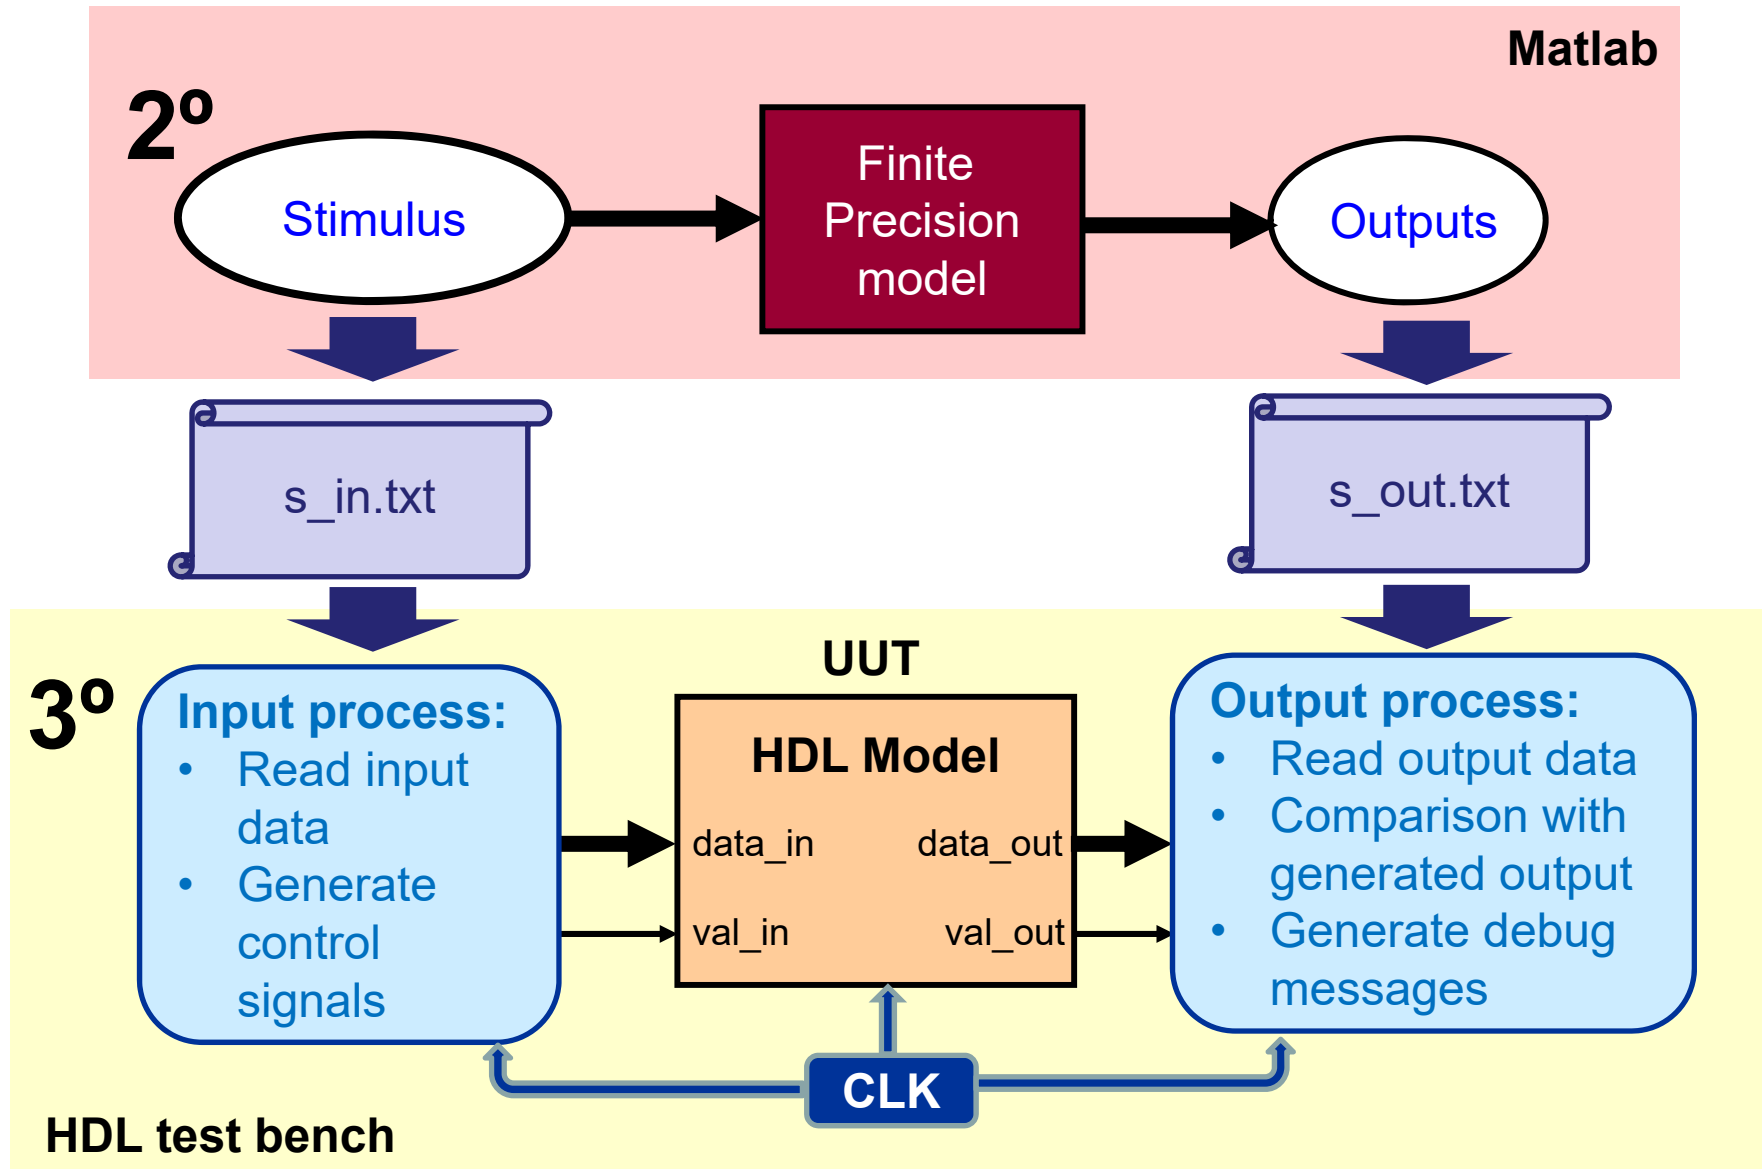 Matlab
2º
Stimulus
Finite
Precision
model
Outputs
s_in.txt
s_out.txt
3º
Input process:
• Read input
data
• Generate
control
signals
UUT
HDL Model
data_in
data_out
val_in
val_out
Output process:
• Read output data
• Comparison with
generated output
• Generate debug
messages
CLK
HDL test bench